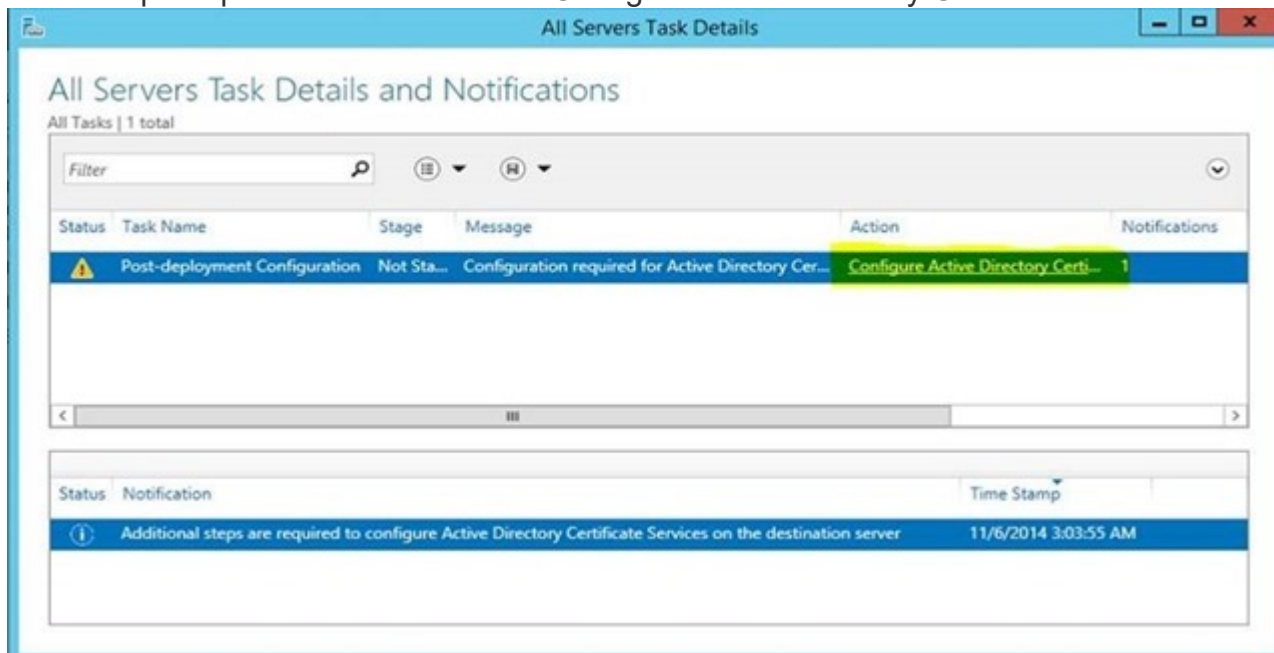 All Servers Task Details
All Servers Task Details and Notifications
All Tasks | 1 total
Filter
Status Task Name Stage Message Action Notifications
Post-deployment Configuration Not Sta... Configuration required for Active Directory Cer... Configure Active Directory Certi... 1
Status Notification Time Stamp
Additional steps are required to configure Active Directory Certificate Services on the destination server 11/6/2014 3:03:55 AM